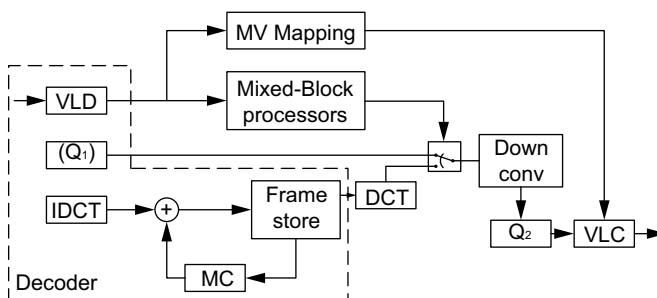 MV Mapping
VLD
Mixed-Block
processors
(Q₁)
Down
conv
IDCT
+
Frame
store
DCT
Q₂
VLC
MC
Decoder